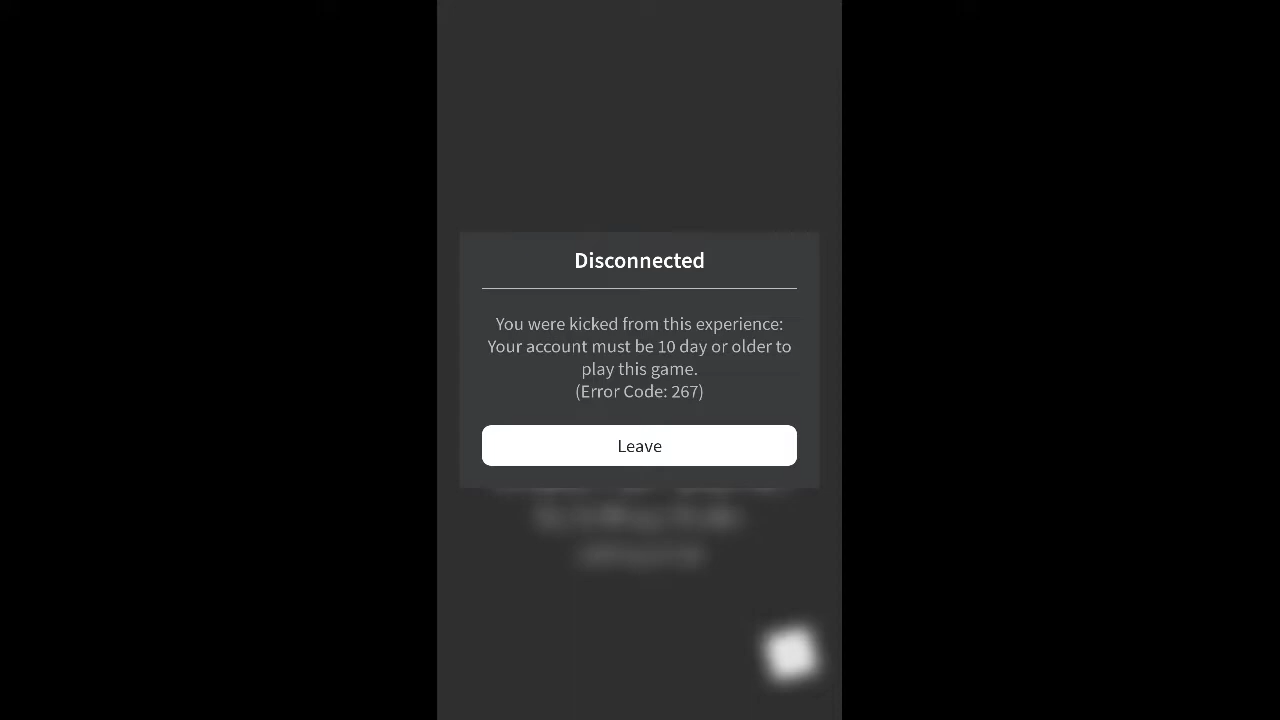 Disconnected
You were kicked from this experience:
Your account must be 10 day or older to
play this game.
(Error Code: 267)
Leave